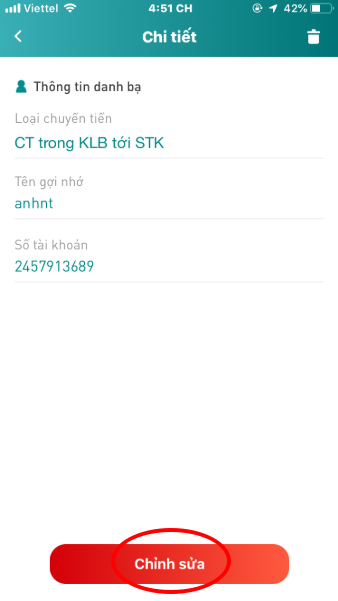 Viettel 4:51 CH 42%
Chi tiết
Thông tin danh bạ
Loại chuyển tiền
CT trong KLB tới STK
Tên gợi nhớ
anhnt
Số tài khoản
2457913689
Chỉnh sửa